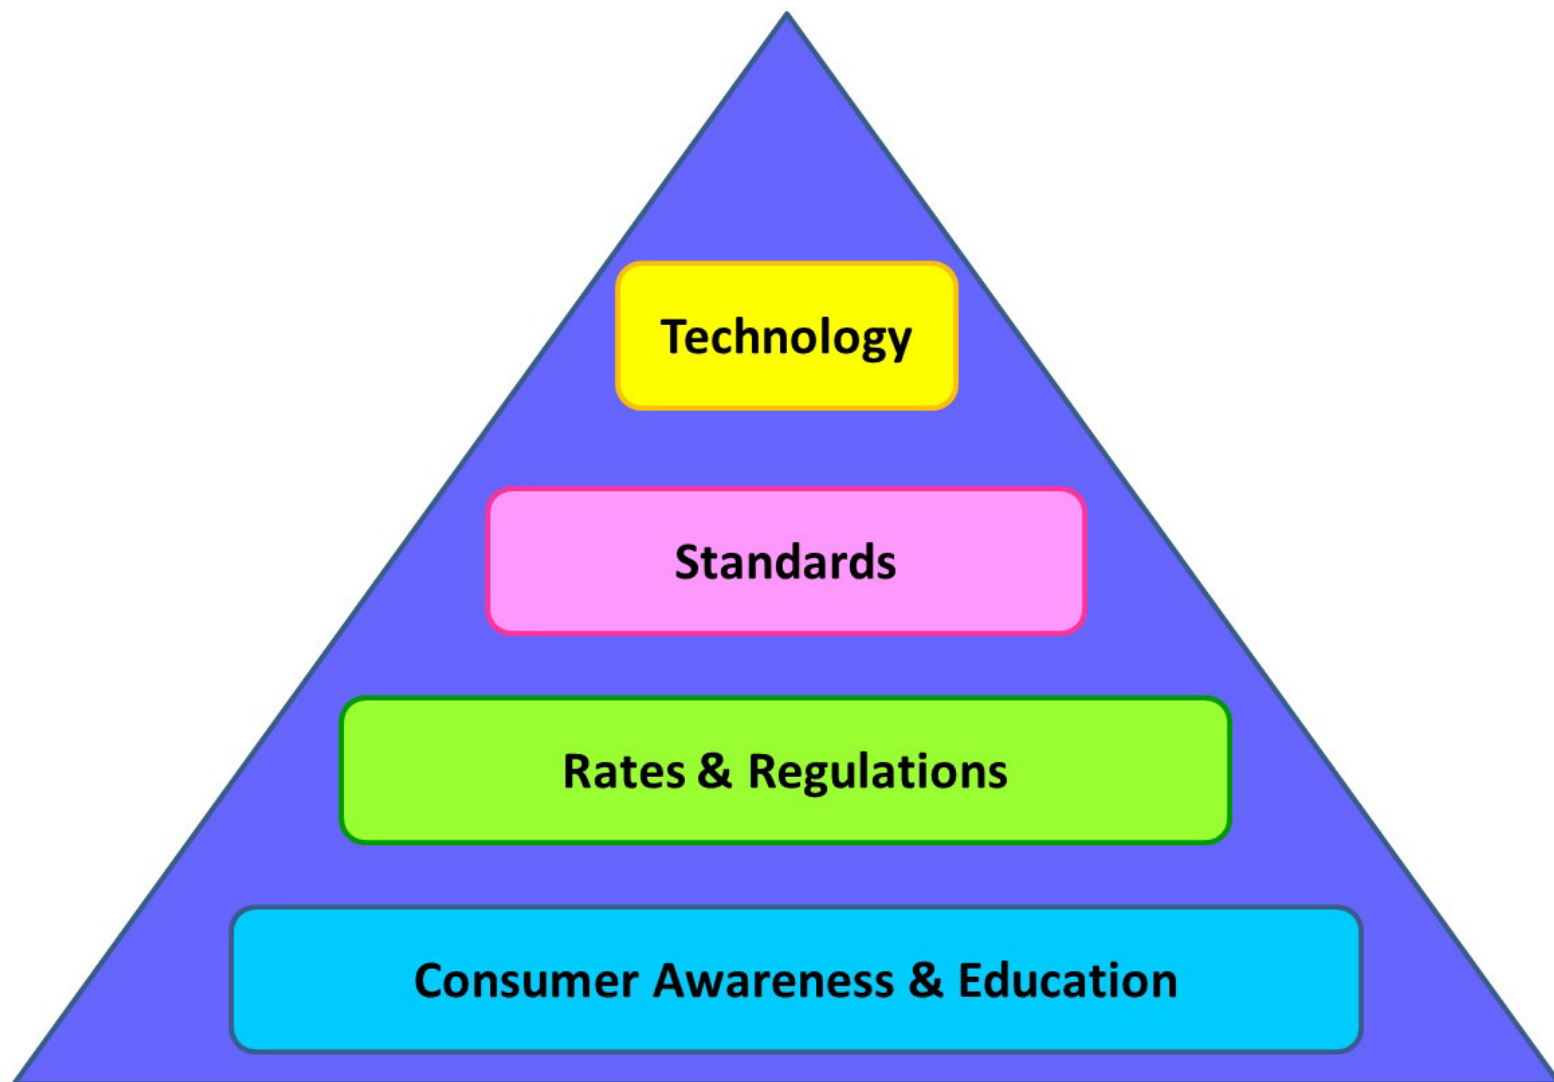 Technology
Standards
Rates & Regulations
Consumer Awareness & Education